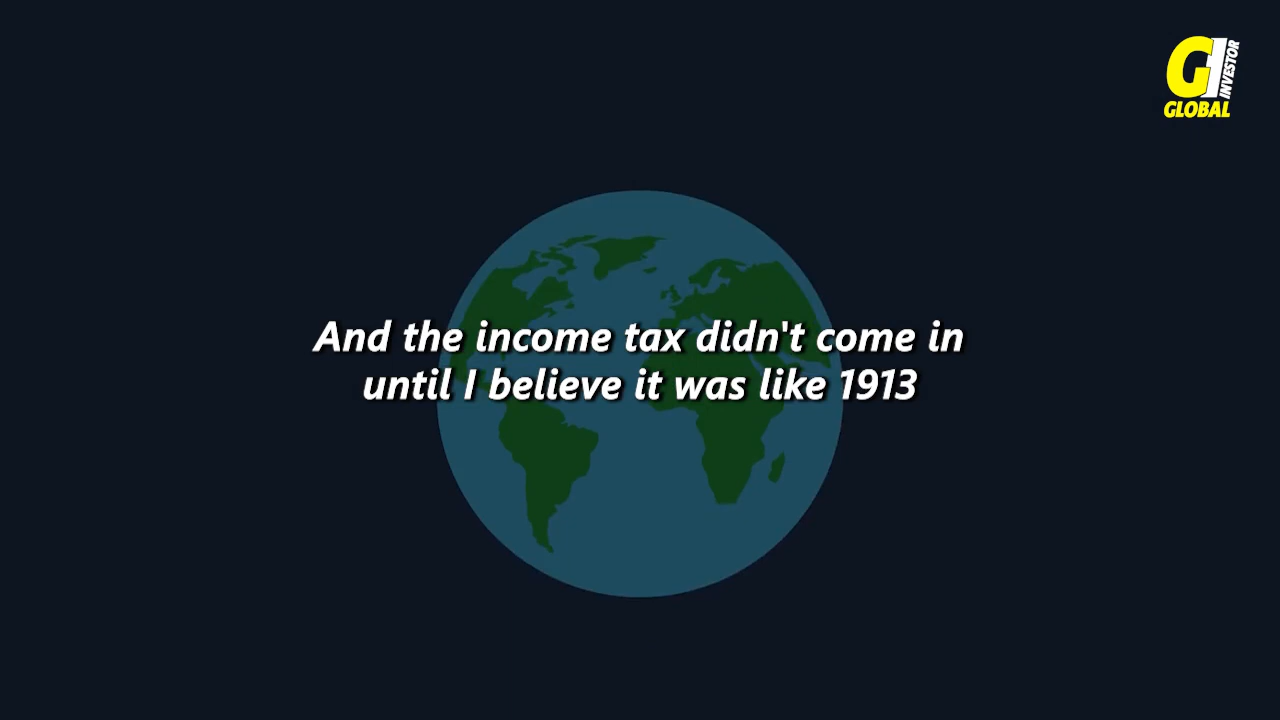 GI
INVESTOR
GLOBAL
And the income tax didn't come in
until I believe it was like 1913